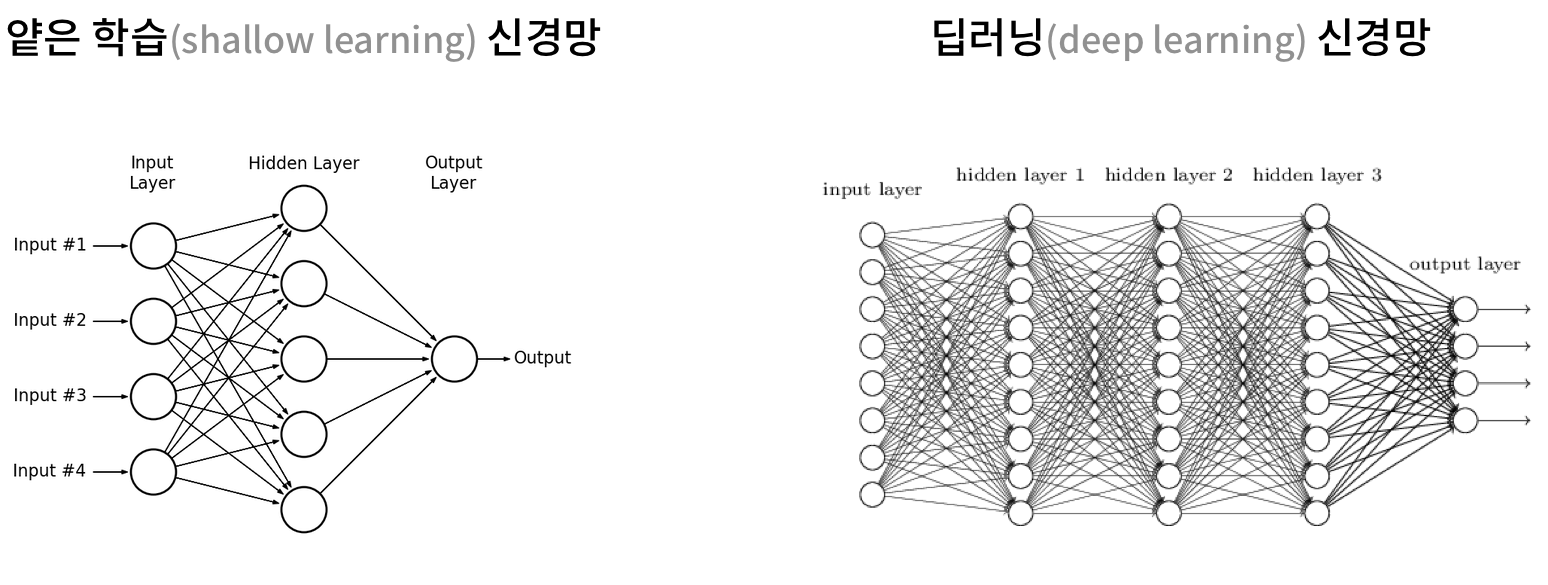 얕은 학습(shallow learning) 신경망
Input
Layer
Hidden Layer
Output
Layer
Input #1
Input #2
Input #3
Input #4
Output
딥러닝(deep learning) 신경망
input layer
hidden layer 1
hidden layer 2
hidden layer 3
output layer